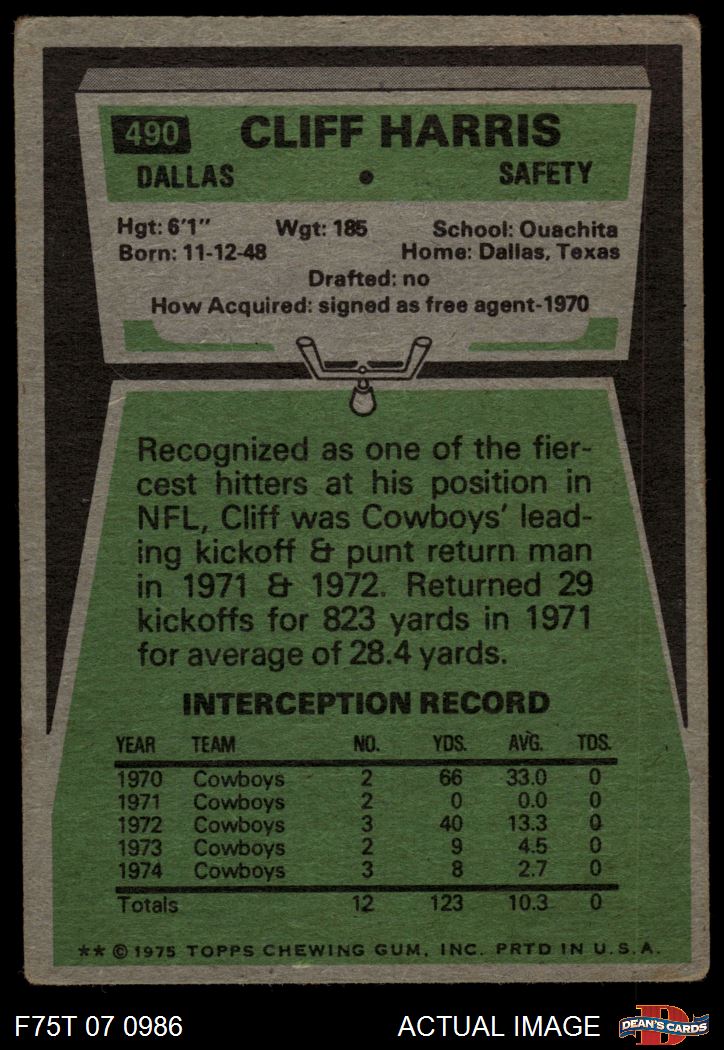 490 CLIFF HARRIS
DALLAS • SAFETY
Hgt: 6'1" Wgt: 185 School: Ouachita
Born: 11-12-48 Home: Dallas, Texas
Drafted: no
How Acquired: signed as free agent-1970
Recognized as one of the fier-
cest hitters at his position in
NFL, Cliff was Cowboys' lead-
ing kickoff & punt return man
in 1971 & 1972. Returned 29
kickoffs for 823 yards in 1971
for average of 28.4 yards.
INTERCEPTION RECORD
YEAR TEAM NO. YDS. AVG. TDS.
1970 Cowboys 2 66 33.0 0
1971 Cowboys 2 0 0.0 0
1972 Cowboys 3 40 13.3 0
1973 Cowboys 2 9 4.5 0
1974 Cowboys 3 8 2.7 0
Totals 12 123 10.3 0
** © 1975 TOPPS CHEWING GUM, INC. PRTD IN U.S.A.
F75T 07 0986 ACTUAL IMAGE D DEAN'S CARDS